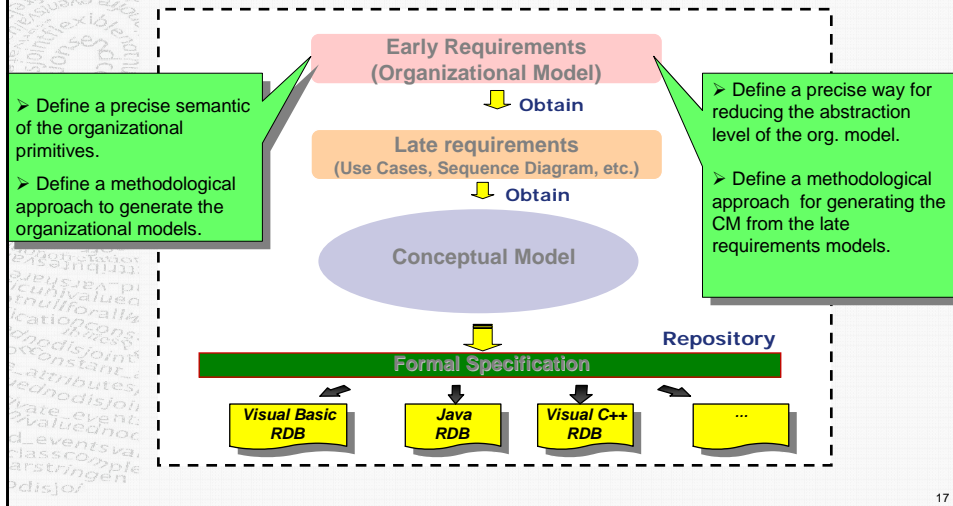 Early Requirements
(Organizational Model)
➢ Define a precise semantic
of the organizational
primitives.
➢ Define a methodological
approach to generate the
organizational models.
➢ Define a precise way for
reducing the abstraction
level of the org. model.
➢ Define a methodological
approach for generating the
CM from the late
requirements models.
Obtain
Late requirements
(Use Cases, Sequence Diagram, etc.)
Obtain
Conceptual Model
Repository
Formal Specification
Visual Basic
RDB
Java
RDB
Visual C++
RDB
...
17